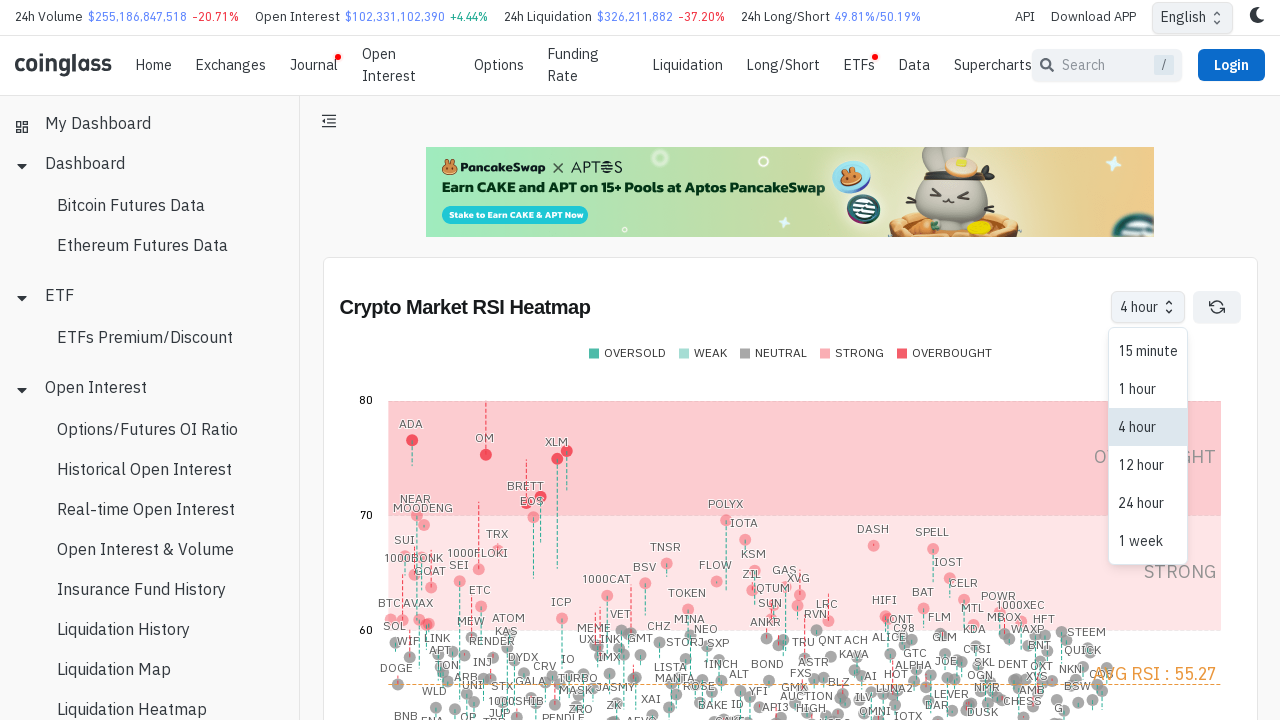 24h Volume $255,186,847,518 -20.71% Open Interest $102,331,102,390 +4.44% 24h Liquidation $326,211,882 -37.20% 24h Long/Short 49.81%/50.19% API Download APP English
coinglass Home Exchanges Journal Open Interest Options Funding Rate Liquidation Long/Short ETFs Data Supercharts Search / Login
My Dashboard
Dashboard
Bitcoin Futures Data
Ethereum Futures Data
ETF
ETFs Premium/Discount
Open Interest
Options/Futures OI Ratio
Historical Open Interest
Real-time Open Interest
Open Interest & Volume
Insurance Fund History
Liquidation History
Liquidation Map
Liquidation Heatmap
PancakeSwap × APTOS
Earn CAKE and APT on 15+ Pools at Aptos PancakeSwap
Stake to Earn CAKE & APT Now
Crypto Market RSI Heatmap
4 hour
15 minute
1 hour
4 hour
12 hour
24 hour
1 week
OVERSOLD WEAK NEUTRAL STRONG OVERBOUGHT
80
ADA
OM
XLM
BRETT
EOS
NEAR
MOODENG
70
POLYX
IOTA
DASH
SPELL
SUI
TRX
1000BONK
1000FLOKI
SEI
GOAT
TNSR
KSM
IOST
STRONG
BSV
FLOW
ZIL
GAS
XVG
QTUM
CELR
1000CAT
ETC
TOKEN
BAT
POWR
BTC
AVAX
ICP
SUN
LRC
HIFI
MTL
1000XEC
60
MEW
ATOM
VET
MINA
ANKR
RVN
ONT
FLM
MBOX
HFT
SOL
WIF
LINK
KAS
RENDER
MEME
UXLINK
GMT
CHZ
NEO
STORJ
SXP
TRU
QNT
ACH
ALICE
C98
GLM
KDA
WAXP
BNT
STEEM
QUICK
APT
INJ
DYDX
IO
IMX
LISTA
1INCH
BOND
ASTR
KAVA
GTC
JOE
CTSI
SKL
DENT
OXT
NKN
DOGE
TON
CRV
TURBO
MANTA
ALT
FXS
AI
HOT
ALPHA
OGN
XVS
AVG RSI : 55.27
WLD
ARB
UNI
STX
GALA
MASK
JASMY
ROSE
YFI
GMX
BLZ
LUNA2
NMR
AMB
BSW
1000SHIB
XAI
BAKE
ID
API3
AUCTION
HIGH
ILV
OMNI
LEVER
DAR
DUSK
CHESS
G
BNB
OP
JUP
PENDLE
ZRO
ZK
IOTX